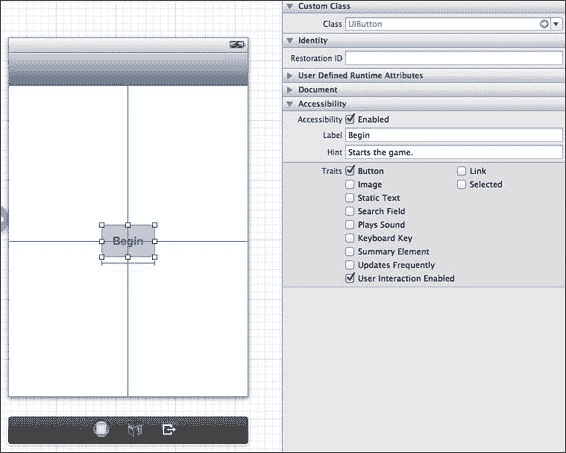 Custom Class
Class UIButton
Identity
Restoration ID
User Defined Runtime Attributes
Document
Accessibility
Accessibility Enabled
Label Begin
Hint Starts the game.
Traits Button Link
Image Selected
Static Text
Search Field
Plays Sound
Keyboard Key
Summary Element
Updates Frequently
User Interaction Enabled
Begin